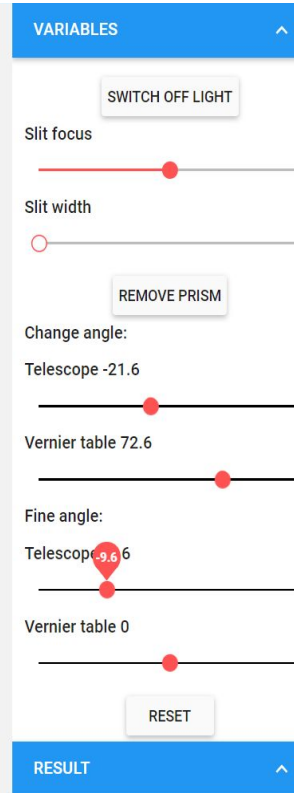 VARIABLES
SWITCH OFF LIGHT
Slit focus
Slit width
REMOVE PRISM
Change angle:
Telescope -21.6
Vernier table 72.6
Fine angle:
Telescope 6
-9.6
Vernier table 0
RESET
RESULT